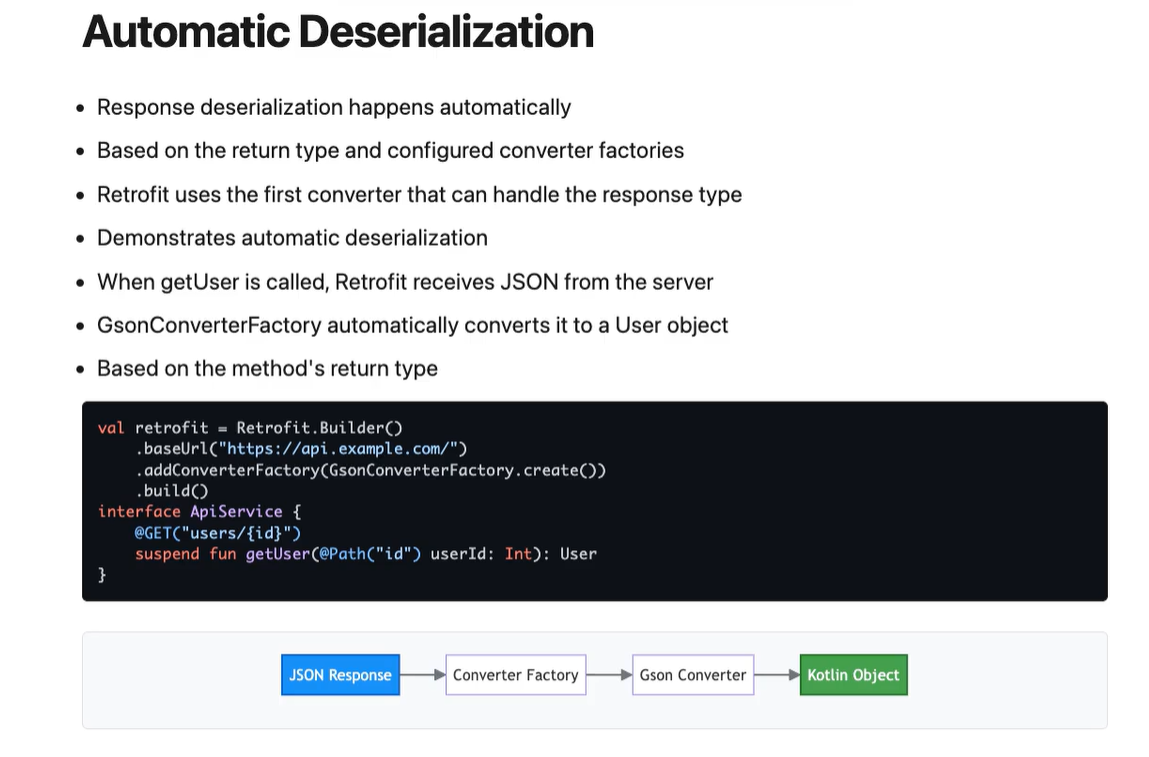 Automatic Deserialization
• Response deserialization happens automatically
• Based on the return type and configured converter factories
• Retrofit uses the first converter that can handle the response type
• Demonstrates automatic deserialization
• When getUser is called, Retrofit receives JSON from the server
• GsonConverterFactory automatically converts it to a User object
• Based on the method's return type
val retrofit = Retrofit.Builder()
    .baseUrl("https://api.example.com/")
    .addConverterFactory(GsonConverterFactory.create())
    .build()
interface ApiService {
    @GET("users/{id}")
    suspend fun getUser(@Path("id") userId: Int): User
}
JSON Response
Converter Factory
Gson Converter
Kotlin Object